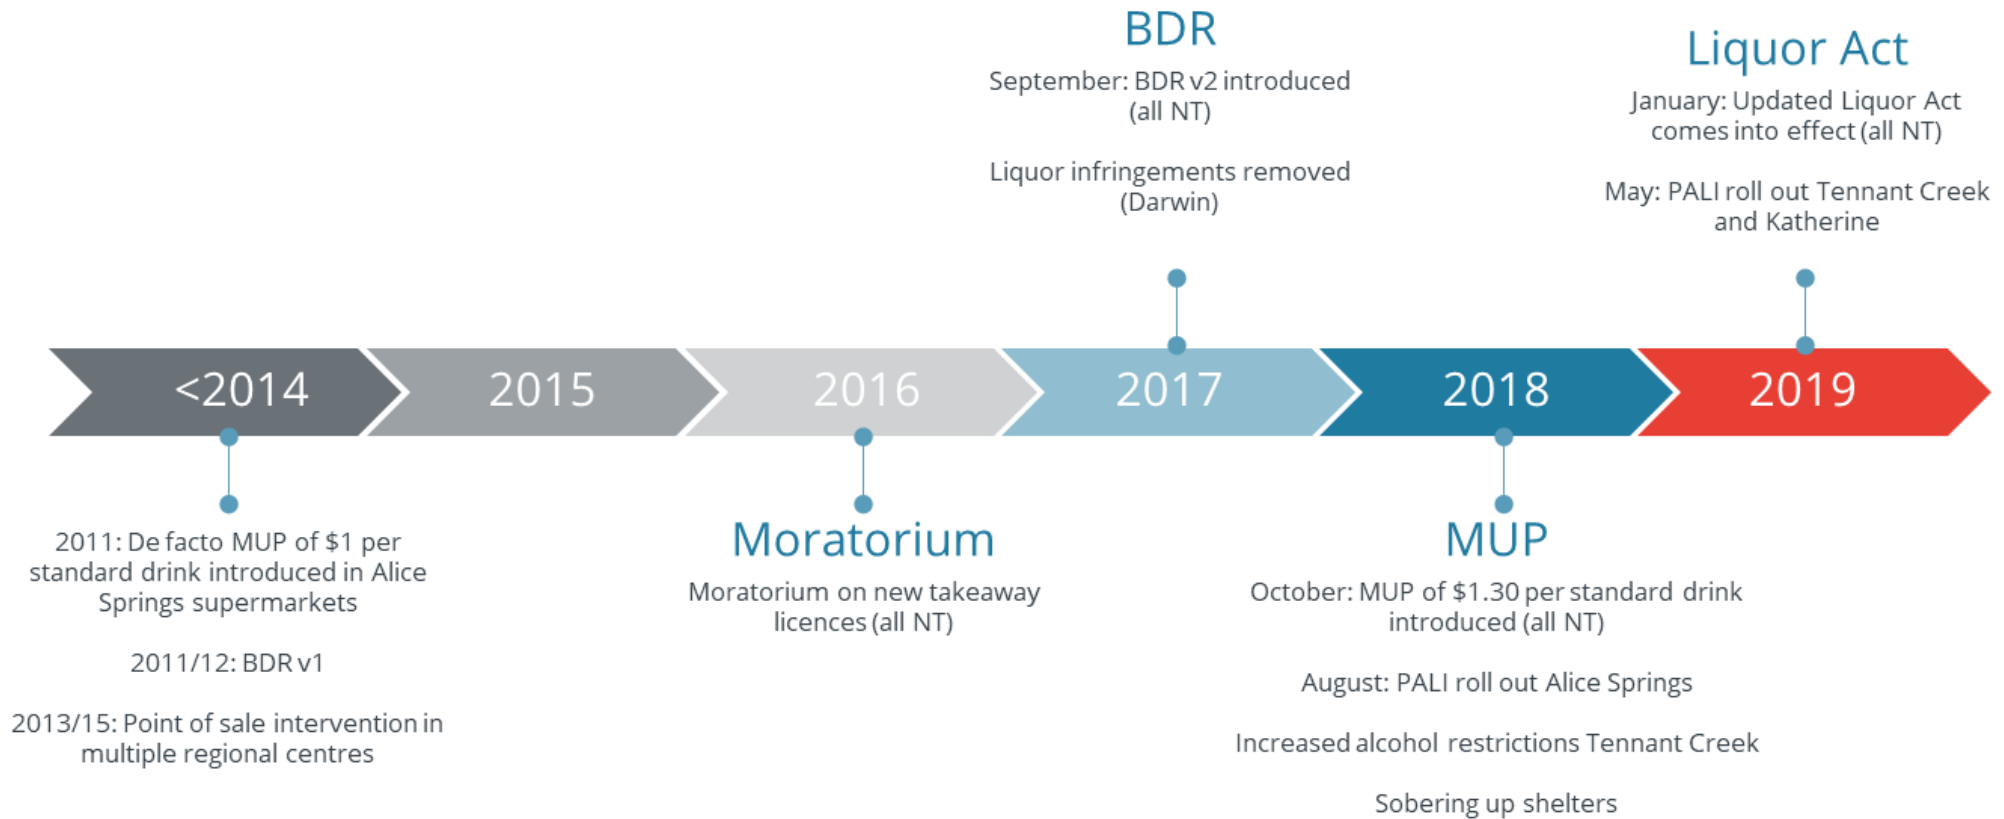 BDR
September: BDR v2 introduced
(all NT)
Liquor infringements removed
(Darwin)
Liquor Act
January: Updated Liquor Act
comes into effect (all NT)
May: PALI roll out Tennant Creek
and Katherine
<2014
2015
2016
2017
2018
2019
2011: De facto MUP of $1 per
standard drink introduced in Alice
Springs supermarkets
2011/12: BDR v1
2013/15: Point of sale intervention in
multiple regional centres
Moratorium
Moratorium on new takeaway
licences (all NT)
MUP
October: MUP of $1.30 per standard drink
introduced (all NT)
August: PALI roll out Alice Springs
Increased alcohol restrictions Tennant Creek
Sobering up shelters